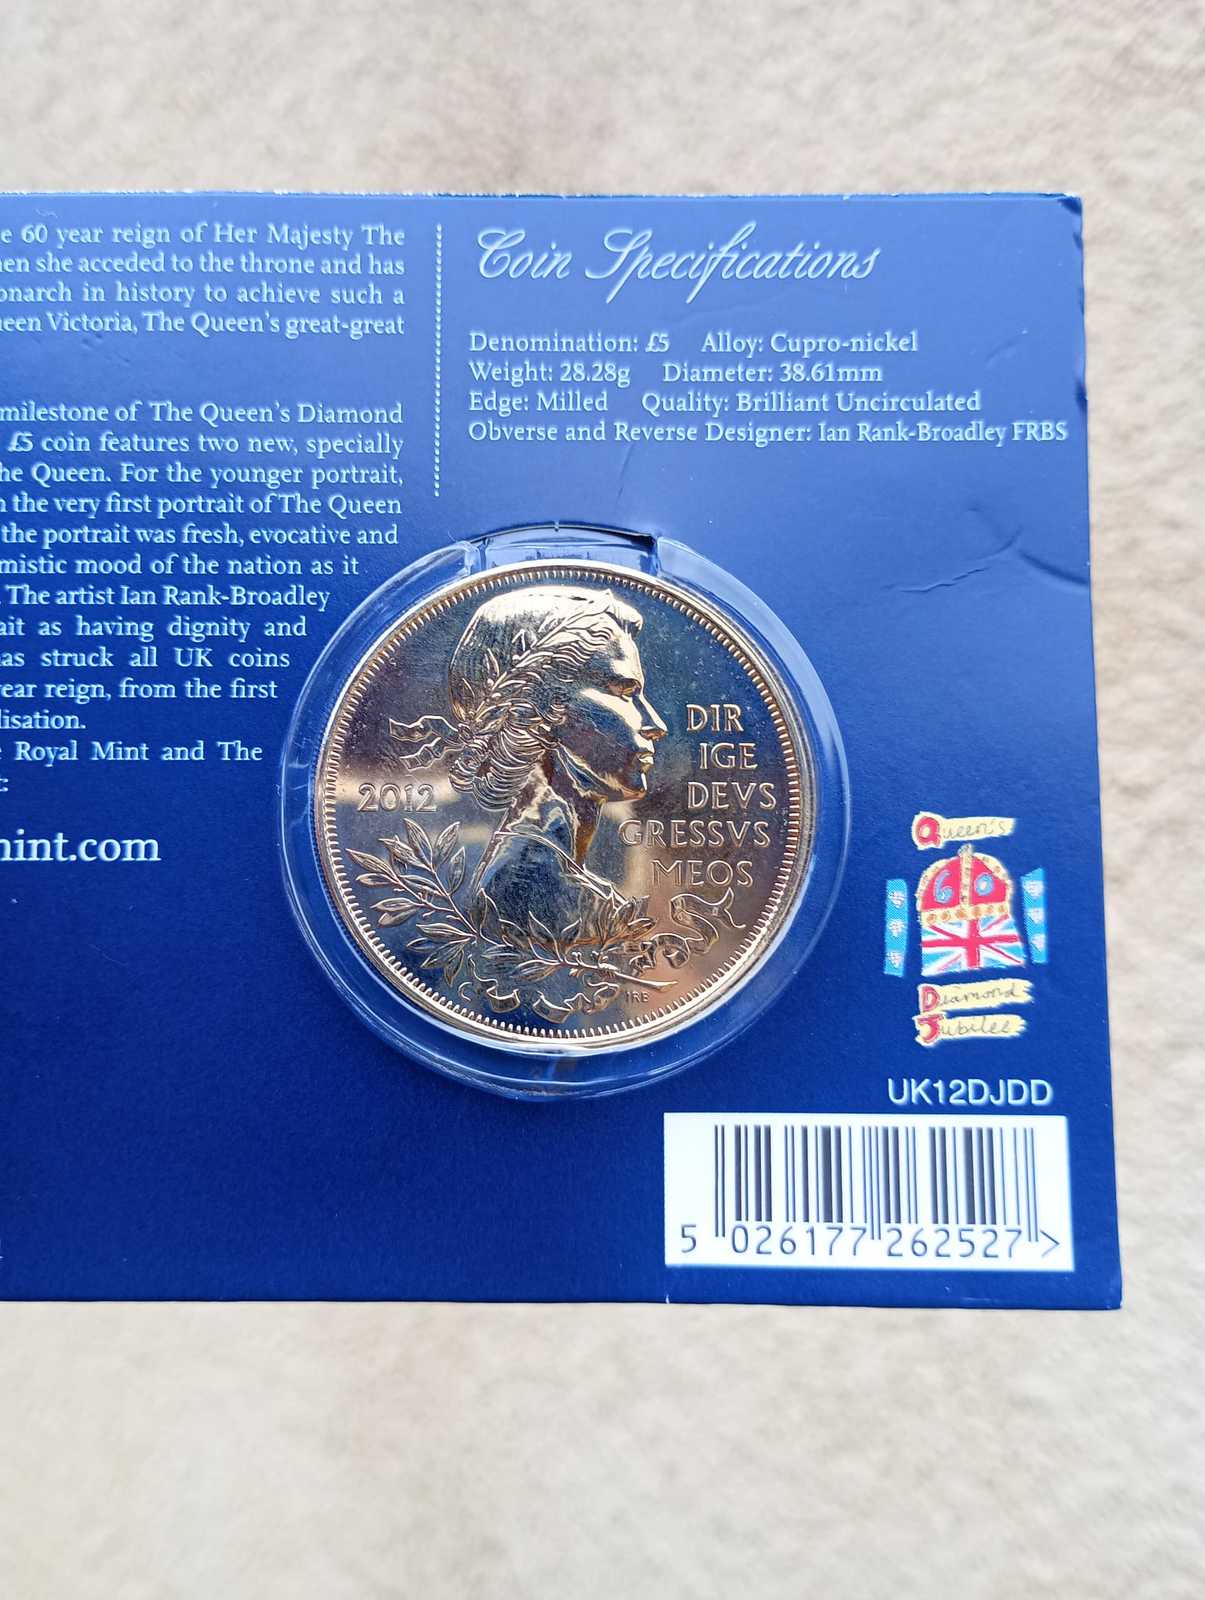 e 60 year reign of Her Majesty The
hen she acceded to the throne and has
onarch in history to achieve such a
ueen Victoria, The Queen's great-great
milestone of The Queen's Diamond
£5 coin features two new, specially
he Queen. For the younger portrait,
n the very first portrait of The Queen
the portrait was fresh, evocative and
mistic mood of the nation as it
. The artist Ian Rank-Broadley
ait as having dignity and
has struck all UK coins
year reign, from the first
lisation.
e Royal Mint and The
t:
mint.com
Coin Specifications
Denomination: £5 Alloy: Cupro-nickel
Weight: 28.28g Diameter: 38.61mm
Edge: Milled Quality: Brilliant Uncirculated
Obverse and Reverse Designer: Ian Rank-Broadley FRBS
2012
DIR
IGE
DEVS
GRESSVS
MEOS
IRB
Queen's
60
Diamond
Jubilee
UK12DJDD
5 026177 262527 >